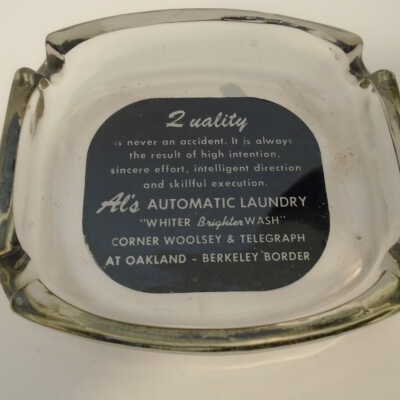 Quality
is never an accident. It is always
the result of high intention,
sincere effort, intelligent direction
and skillful execution.
Al's AUTOMATIC LAUNDRY
"WHITER Brighter WASH"
CORNER WOOLSEY & TELEGRAPH
AT OAKLAND - BERKELEY BORDER